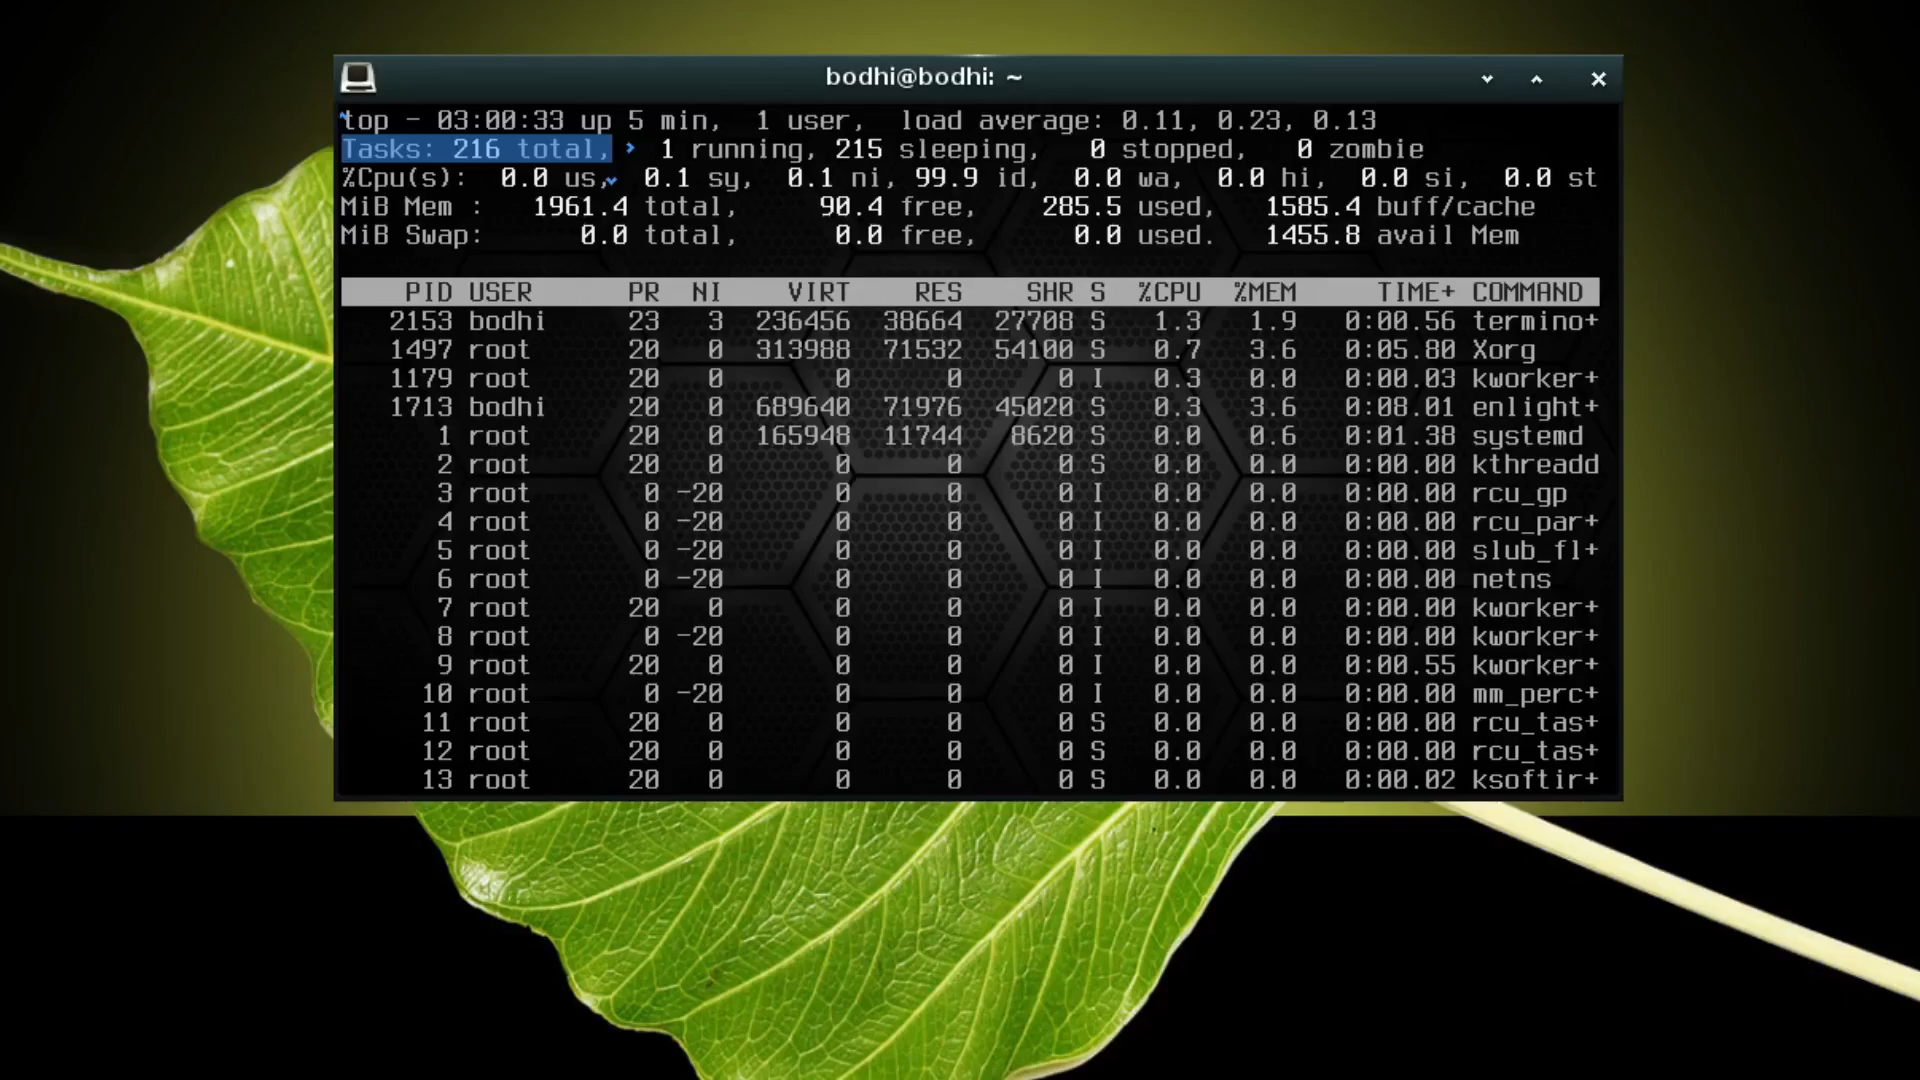 bodhi@bodhi: ~
top - 03:00:33 up 5 min,  1 user,  load average: 0.11, 0.23, 0.13
Tasks: 216 total,   1 running, 215 sleeping,   0 stopped,   0 zombie
%Cpu(s):  0.0 us,  0.1 sy,  0.1 ni, 99.9 id,  0.0 wa,  0.0 hi,  0.0 si,  0.0 st
MiB Mem :   1961.4 total,     90.4 free,    285.5 used,   1585.4 buff/cache
MiB Swap:      0.0 total,      0.0 free,      0.0 used.   1455.8 avail Mem
PID USER      PR  NI    VIRT    RES    SHR S  %CPU  %MEM     TIME+ COMMAND
2153 bodhi     23   3  236456  38664  27708 S   1.3   1.9   0:00.56 termino+
1497 root      20   0  313988  71532  54100 S   0.7   3.6   0:05.80 Xorg
1179 root      20   0       0      0      0 I   0.3   0.0   0:00.03 kworker+
1713 bodhi     20   0  689640  71976  45020 S   0.3   3.6   0:08.01 enlight+
1 root      20   0  165948  11744   8620 S   0.0   0.6   0:01.38 systemd
2 root      20   0       0      0      0 S   0.0   0.0   0:00.00 kthreadd
3 root       0 -20       0      0      0 I   0.0   0.0   0:00.00 rcu_gp
4 root       0 -20       0      0      0 I   0.0   0.0   0:00.00 rcu_par+
5 root       0 -20       0      0      0 I   0.0   0.0   0:00.00 slub_fl+
6 root       0 -20       0      0      0 I   0.0   0.0   0:00.00 netns
7 root      20   0       0      0      0 I   0.0   0.0   0:00.00 kworker+
8 root       0 -20       0      0      0 I   0.0   0.0   0:00.00 kworker+
9 root      20   0       0      0      0 I   0.0   0.0   0:00.55 kworker+
10 root       0 -20       0      0      0 I   0.0   0.0   0:00.00 mm_perc+
11 root      20   0       0      0      0 S   0.0   0.0   0:00.00 rcu_tas+
12 root      20   0       0      0      0 S   0.0   0.0   0:00.00 rcu_tas+
13 root      20   0       0      0      0 S   0.0   0.0   0:00.02 ksoftir+